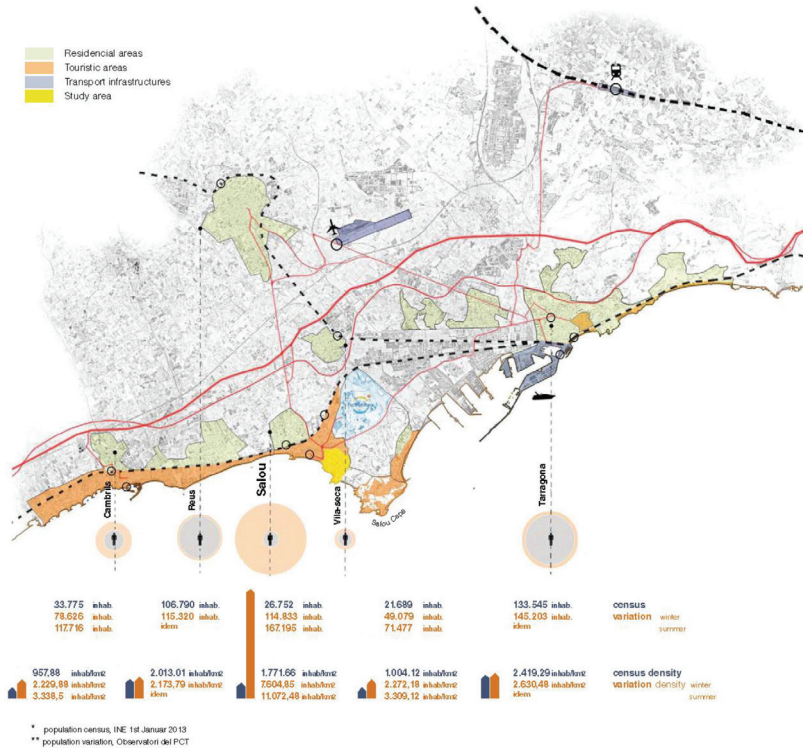 Residencial areas
Touristic areas
Transport infrastructures
Study area
Cambrils
Reus
Salou
Vila-seca
Salou Cape
Tarragona
33.775 inhab. 106.790 inhab. 26.752 inhab. 21.689 inhab. 133.545 inhab. census
78.626 inhab. 115.320 inhab. 114.833 inhab. 49.079 inhab. 145.203 inhab. variation winter
117.716 inhab. idem 167.195 inhab. 71.477 inhab. idem summer
957,88 inhab/km2 2.013.01 inhab/km2 1.771.66 inhab/km2 1.004,12 inhab/km2 2.419,29 inhab/km2 census density
2.229,88 inhab/km2 2.173,79 inhab/km2 7.604,85 inhab/km2 2.272,18 inhab/km2 2.630,48 inhab/km2 variation density winter
3.338,5 inhab/km2 idem 11.072,48 inhab/km2 3.309,12 inhab/km2 idem summer
* population census, INE 1st Januar 2013
** population variation, Observatori del PCT